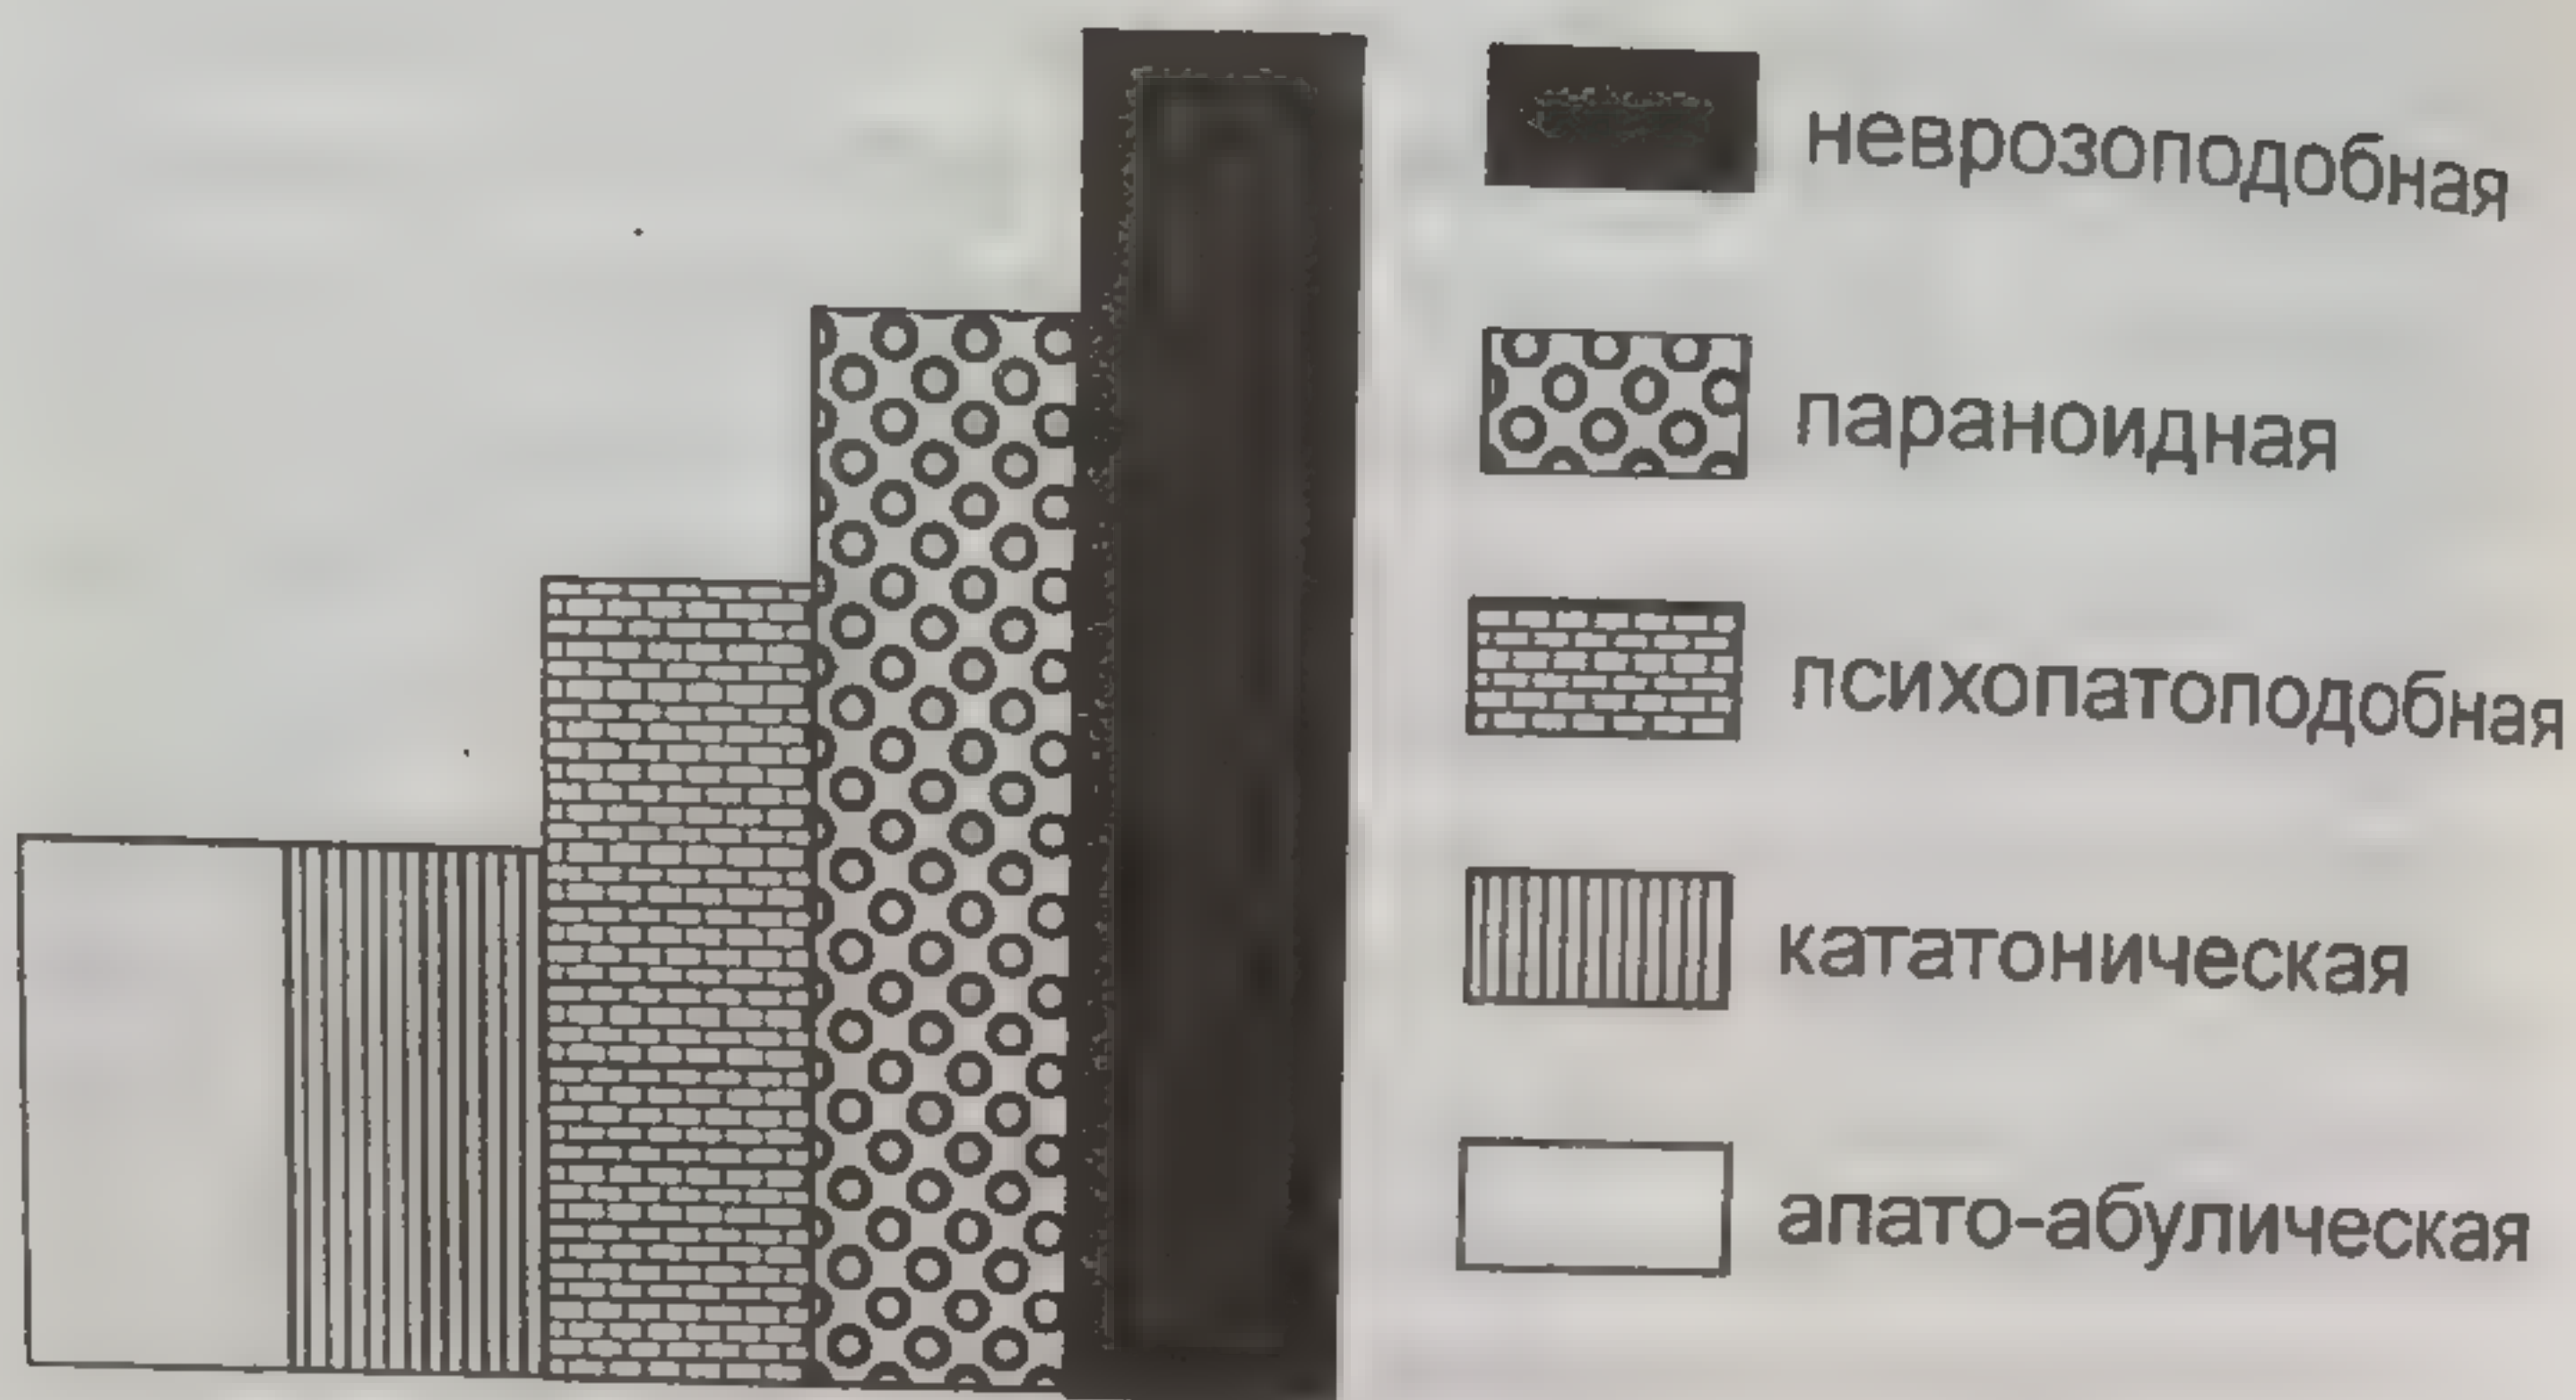 неврозоподобная
параноидная
психопатоподобная
кататоническая
апато-абулическая